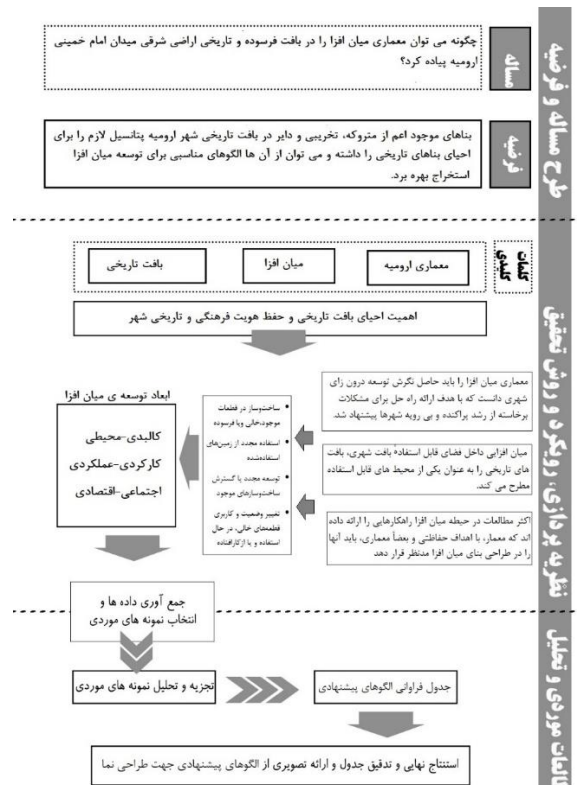 طرح مساله و فرضیه
مساله
چگونه می توان معماری میان افزا را در بافت فرسوده و تاریخی اراضی شرقی میدان امام خمینی
ارومیه پیاده کرد؟
فرضیه
بناهای موجود اعم از متروکه، تخریبی و دایر در بافت تاریخی شهر ارومیه پتانسیل لازم را برای
احیای بناهای تاریخی را داشته و می توان از آن ها الگوهای مناسبی برای توسعه میان افزا
استخراج بهره برد.
نظریه پردازی، رویکرد و روش تحقیق
کلمات
کلیدی
معماری ارومیه
میان افزا
بافت تاریخی
اهمیت احیای بافت تاریخی و حفظ هویت فرهنگی و تاریخی شهر
معماری میان افزا را باید حاصل نگرش توسعه درون زای
شهری دانست که با هدف ارائه راه حل برای مشکلات
برخاسته از رشد پراکنده و بی رویه شهرها پیشنهاد شد.
میان افزایی داخل فضای قابل استفاده بافت شهری، بافت
های تاریخی را به عنوان یکی از محیط های قابل استفاده
مطرح می کند.
اکثر مطالعات در حیطه میان افزا راهکارهایی را ارائه داده
اند که معمار، با اهداف حفاظتی و بعضاً معماری، باید آنها
را در طراحی بنای میان افزا مدنظر قرار دهد
• ساخت‌وساز در قطعات
موجود،خالی ویا فرسوده
• استفاده مجدد از زمین‌های
استفاده‌شده
• توسعه مجدد یا گسترش
ساخت‌وسازهای موجود
• تغییر وضعیت و کاربری
قطعه‌های خالی، در حال
استفاده و یا ازکارافتاده
ابعاد توسعه ی میان افزا
کالبدی-محیطی
کارکردی-عملکردی
اجتماعی-اقتصادی
جمع آوری داده ها و
انتخاب نمونه های موردی
مطالعات موردی و تحلیل
تجزیه و تحلیل نمونه های موردی
جدول فراوانی الگوهای پیشنهادی
استنتاج نهایی و تدقیق جدول و ارائه تصویری از الگوهای پیشنهادی جهت طراحی نما